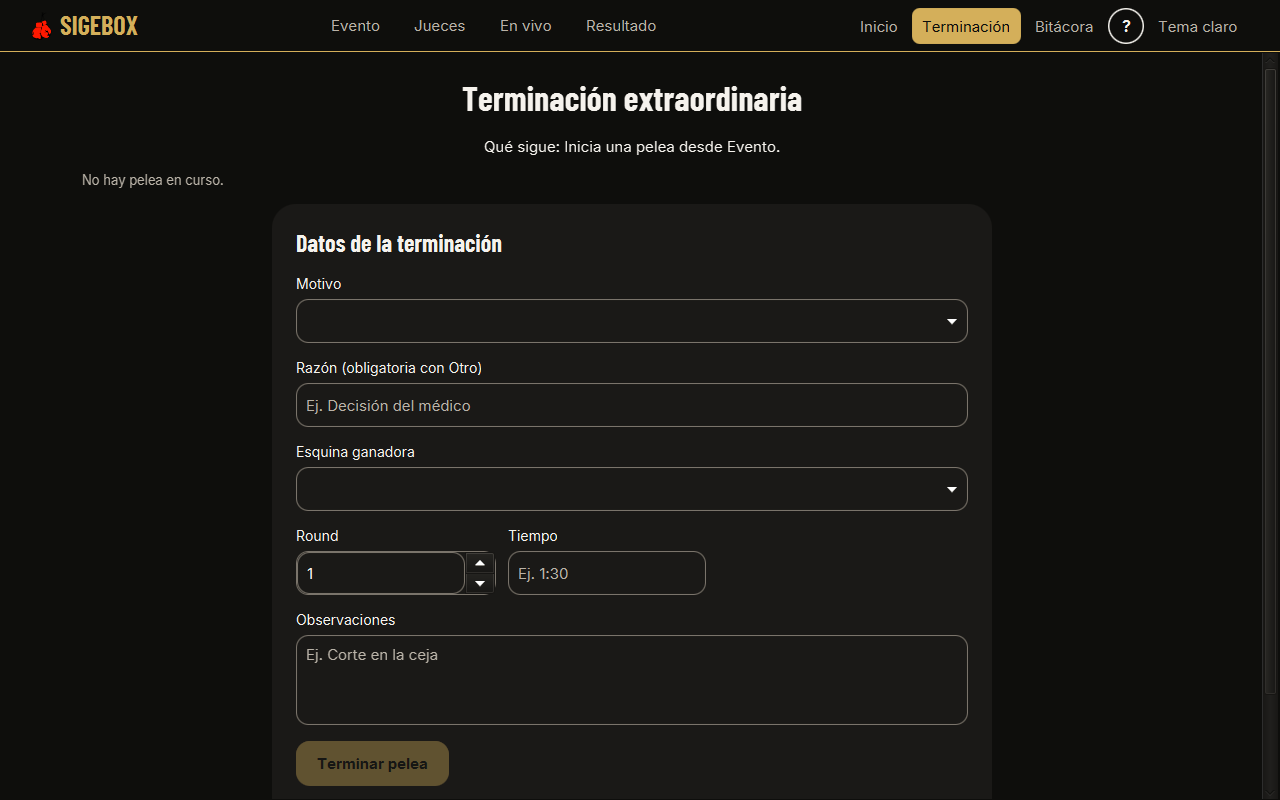 SIGEBOX
Evento
Jueces
En vivo
Resultado
Inicio
Terminación
Bitácora
?
Tema claro
Terminación extraordinaria
Qué sigue: Inicia una pelea desde Evento.
No hay pelea en curso.
Datos de la terminación
Motivo
Razón (obligatoria con Otro)
Ej. Decisión del médico
Esquina ganadora
Round
Tiempo
1
Ej. 1:30
Observaciones
Ej. Corte en la ceja
Terminar pelea